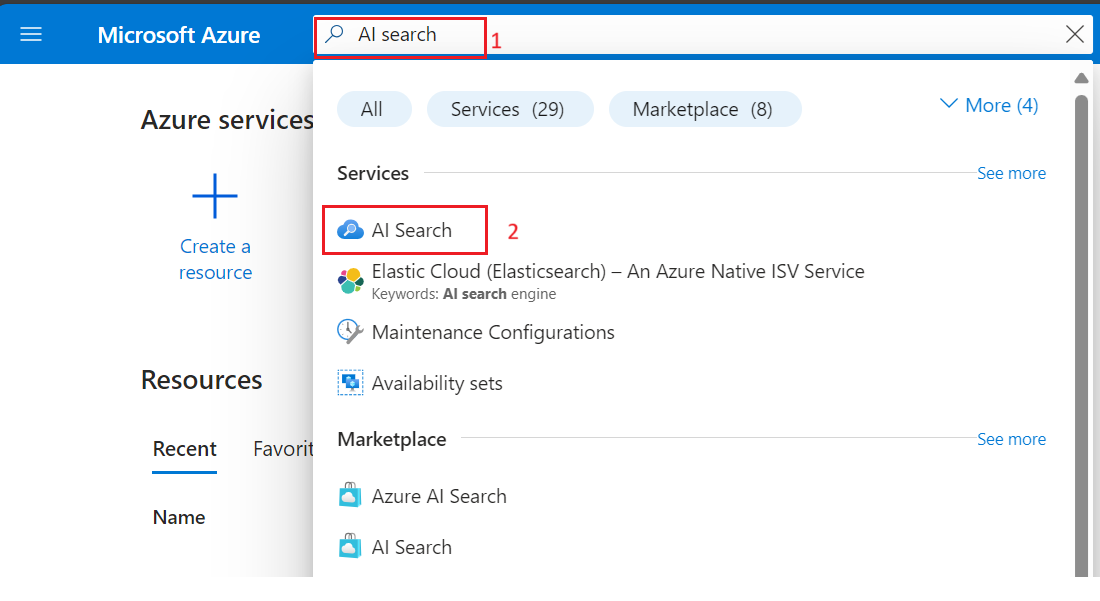 Microsoft Azure
AI search
1
All
Services (29)
Marketplace (8)
More (4)
Azure services
Create a
resource
Services
See more
AI Search
2
Elastic Cloud (Elasticsearch) – An Azure Native ISV Service
Keywords: AI search engine
Maintenance Configurations
Availability sets
Resources
Recent
Favorit
Name
Marketplace
See more
Azure AI Search
AI Search